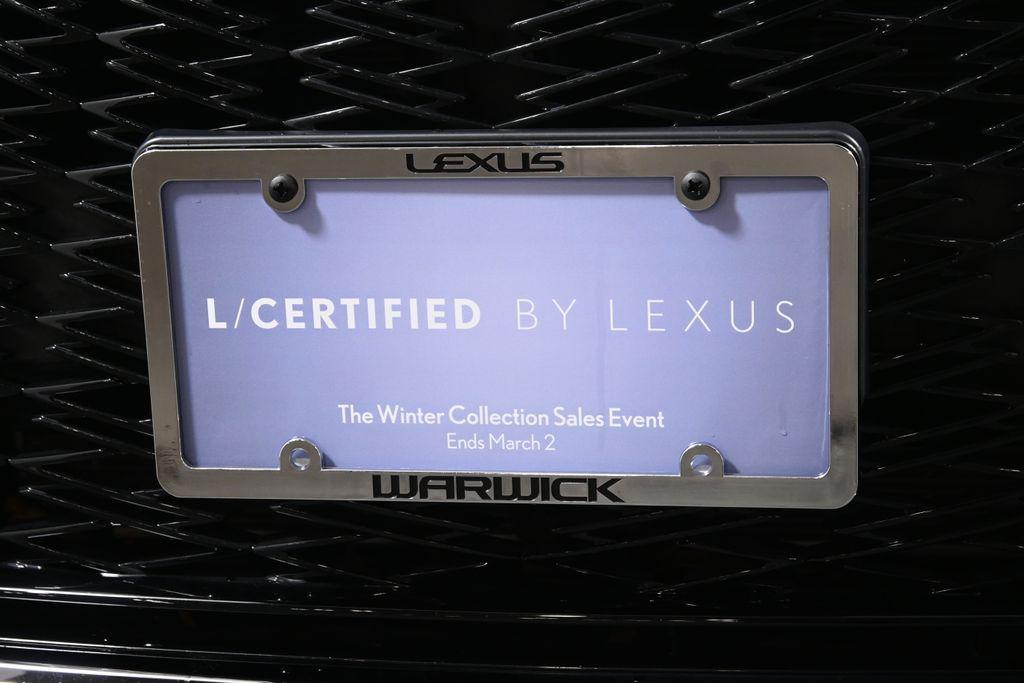 LEXUS
L/CERTIFIED BY LEXUS
The Winter Collection Sales Event
Ends March 2
WARWICK